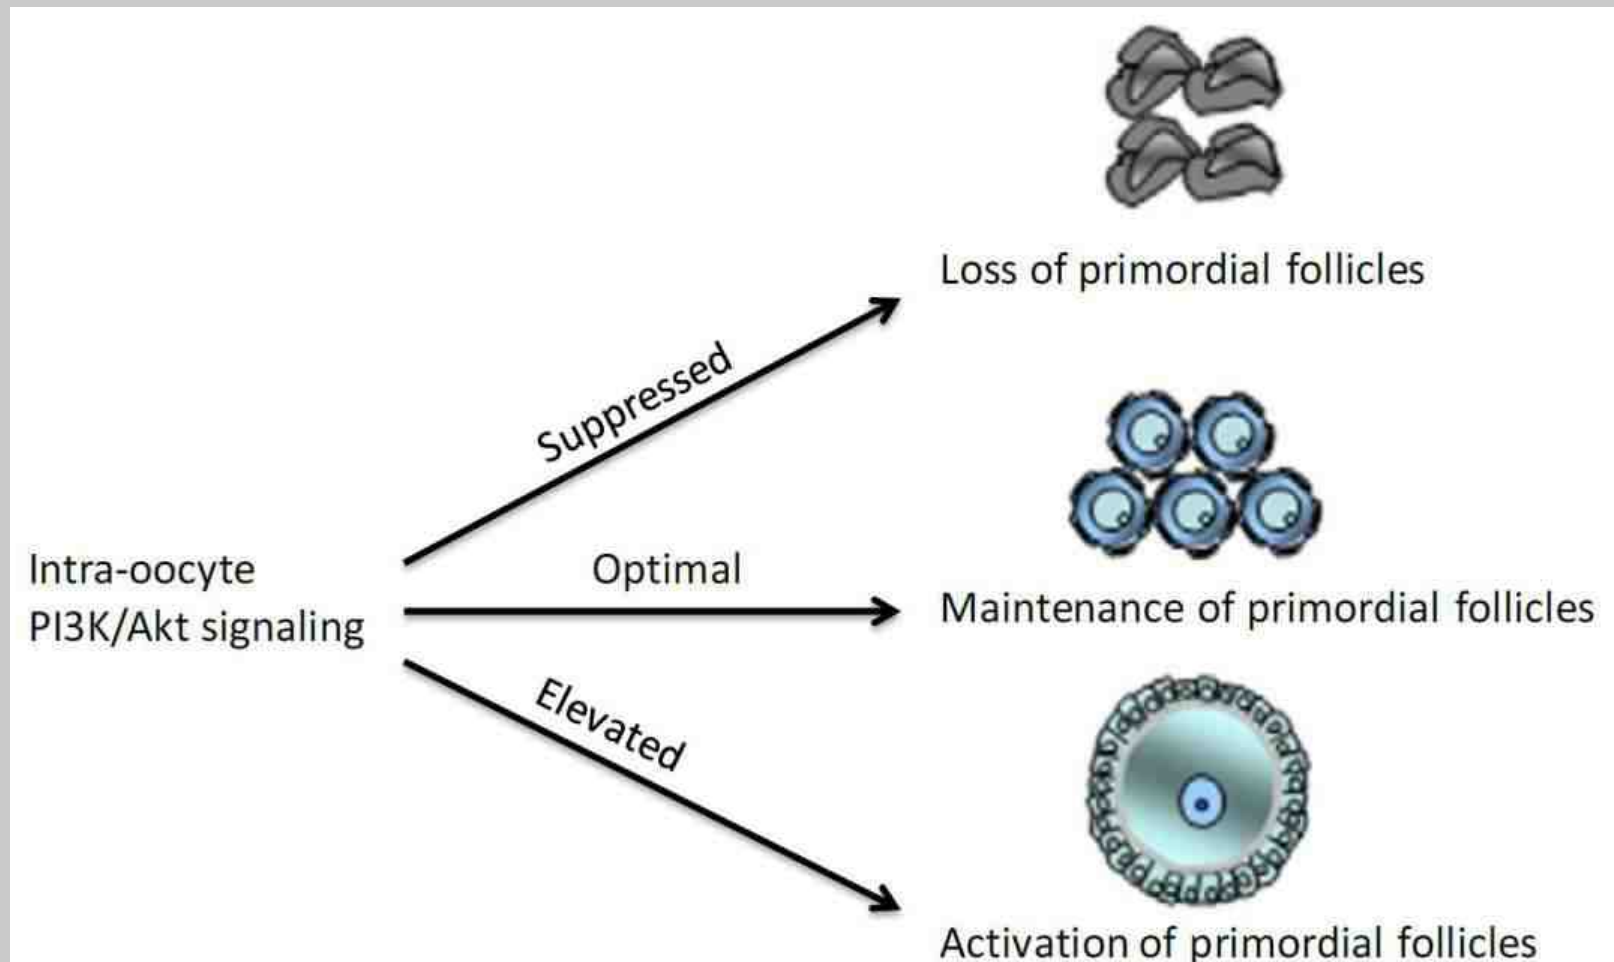 Loss of primordial follicles
Suppressed
Intra-oocyte
PI3K/Akt signaling
Optimal
Maintenance of primordial follicles
Elevated
Activation of primordial follicles